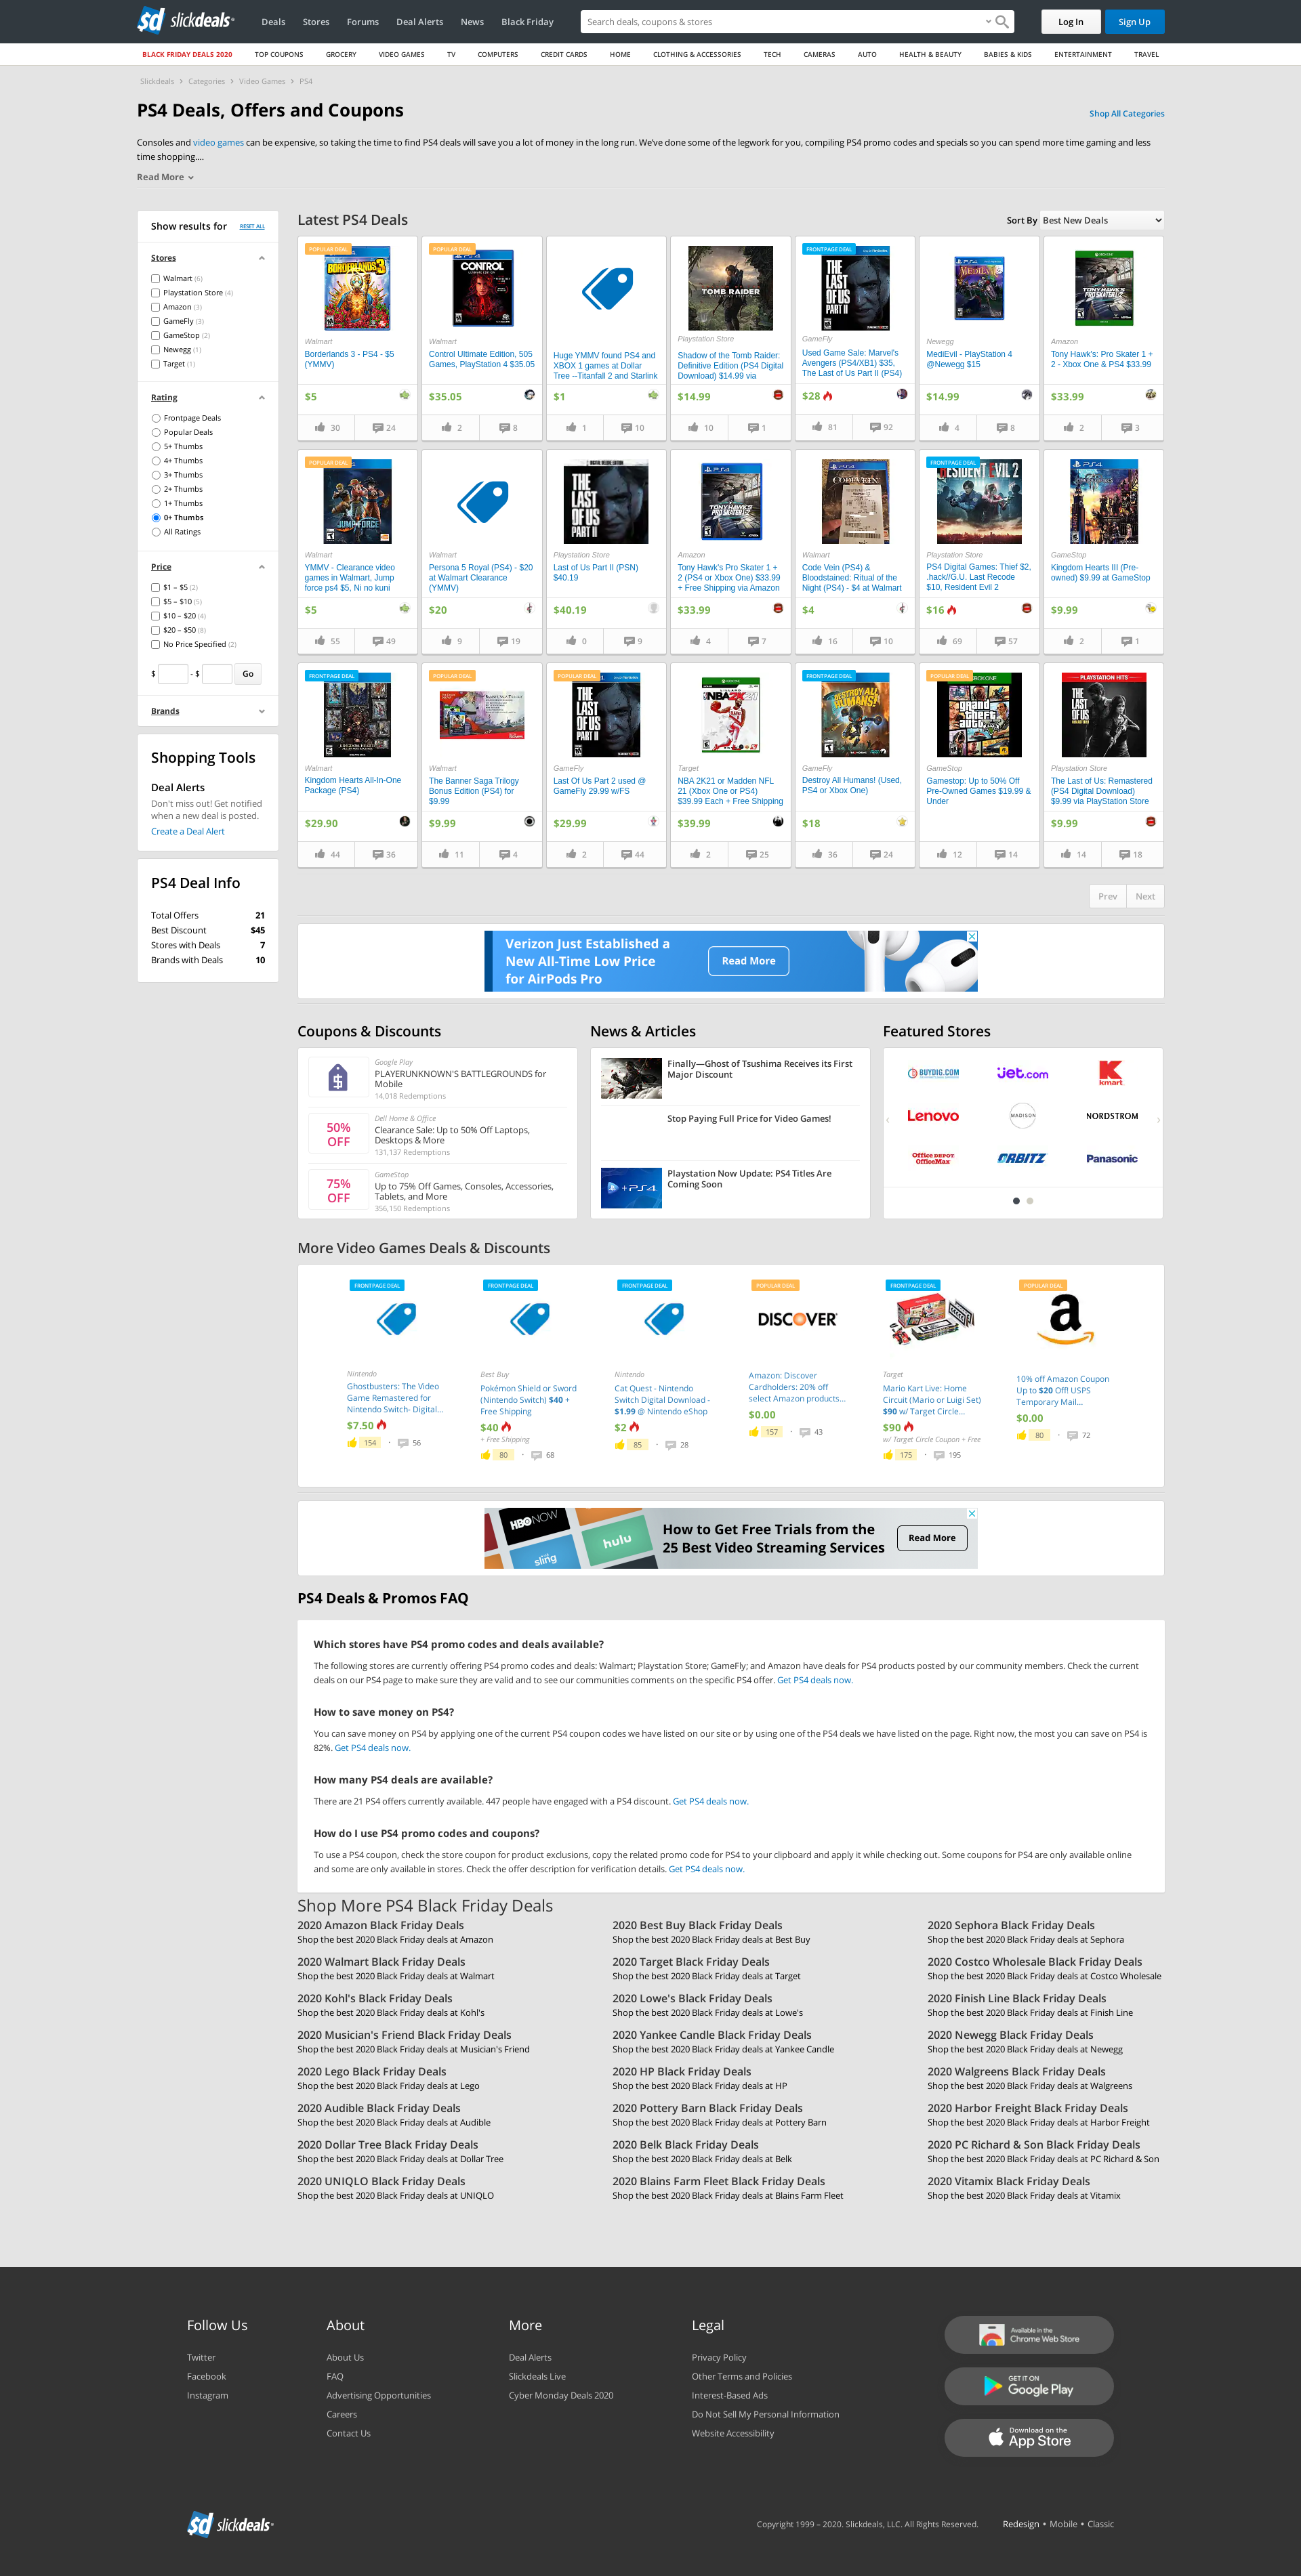 slickdeals
Deals
Stores
Forums
Deal Alerts
News
Black Friday
Search deals, coupons & stores
Log In
Sign Up
BLACK FRIDAY DEALS 2020
TOP COUPONS
GROCERY
VIDEO GAMES
TV
COMPUTERS
CREDIT CARDS
HOME
CLOTHING & ACCESSORIES
TECH
CAMERAS
AUTO
HEALTH & BEAUTY
BABIES & KIDS
ENTERTAINMENT
TRAVEL
Slickdeals > Categories > Video Games > PS4
PS4 Deals, Offers and Coupons
Shop All Categories
Consoles and video games can be expensive, so taking the time to find PS4 deals will save you a lot of money in the long run. We've done some of the legwork for you, compiling PS4 promo codes and specials so you can spend more time gaming and less
time shopping....
Read More
Show results for
RESET ALL
Stores
Walmart (6)
Playstation Store (4)
Amazon (3)
GameFly (3)
GameStop (2)
Newegg (1)
Target (1)
Rating
Frontpage Deals
Popular Deals
5+ Thumbs
4+ Thumbs
3+ Thumbs
2+ Thumbs
1+ Thumbs
0+ Thumbs
All Ratings
Price
$1 – $5 (2)
$5 – $10 (5)
$10 – $20 (4)
$20 – $50 (8)
No Price Specified (2)
$ - $ Go
Brands
Shopping Tools
Deal Alerts
Don't miss out! Get notified
when a new deal is posted.
Create a Deal Alert
PS4 Deal Info
Total Offers 21
Best Discount $45
Stores with Deals 7
Brands with Deals 10
Latest PS4 Deals
Sort By Best New Deals
POPULAR DEAL
Walmart
Borderlands 3 - PS4 - $5
(YMMV)
$5
30 24
POPULAR DEAL
CONTROL
Walmart
Control Ultimate Edition, 505
Games, PlayStation 4 $35.05
$35.05
2 8
Huge YMMV found PS4 and
XBOX 1 games at Dollar
Tree --Titanfall 2 and Starlink
$1
1 10
TOMB RAIDER
Playstation Store
Shadow of the Tomb Raider:
Definitive Edition (PS4 Digital
Download) $14.99 via
$14.99
10 1
FRONTPAGE DEAL
THE LAST OF US PART II
GameFly
Used Game Sale: Marvel's
Avengers (PS4/XB1) $35,
The Last of Us Part II (PS4)
$28
81 92
Newegg
MediEvil - PlayStation 4
@Newegg $15
$14.99
4 8
Amazon
Tony Hawk's: Pro Skater 1 +
2 - Xbox One & PS4 $33.99
$33.99
2 3
POPULAR DEAL
JUMP FORCE
Walmart
YMMV - Clearance video
games in Walmart, Jump
force ps4 $5, Ni no kuni
$5
55 49
Walmart
Persona 5 Royal (PS4) - $20
at Walmart Clearance
(YMMV)
$20
9 19
THE LAST OF US PART II
Playstation Store
Last of Us Part II (PSN)
$40.19
$40.19
0 9
Amazon
Tony Hawk's Pro Skater 1 +
2 (PS4 or Xbox One) $33.99
+ Free Shipping via Amazon
$33.99
4 7
CODE VEIN
Walmart
Code Vein (PS4) &
Bloodstained: Ritual of the
Night (PS4) - $4 at Walmart
$4
16 10
FRONTPAGE DEAL
RESIDENT EVIL 2
Playstation Store
PS4 Digital Games: Thief $2,
.hack//G.U. Last Recode
$10, Resident Evil 2
$16
69 57
GameStop
Kingdom Hearts III (Pre-
owned) $9.99 at GameStop
$9.99
2 1
FRONTPAGE DEAL
Walmart
Kingdom Hearts All-In-One
Package (PS4)
$29.90
44 36
POPULAR DEAL
Walmart
The Banner Saga Trilogy
Bonus Edition (PS4) for
$9.99
$9.99
11 4
POPULAR DEAL
THE LAST OF US PART II
GameFly
Last Of Us Part 2 used @
GameFly 29.99 w/FS
$29.99
2 44
NBA2K21
Target
NBA 2K21 or Madden NFL
21 (Xbox One or PS4)
$39.99 Each + Free Shipping
$39.99
2 25
FRONTPAGE DEAL
DESTROY ALL HUMANS!
GameFly
Destroy All Humans! (Used,
PS4 or Xbox One)
$18
36 24
POPULAR DEAL
grand theft auto V
GameStop
Gamestop: Up to 50% Off
Pre-Owned Games $19.99 &
Under
12 14
PLAYSTATION HITS
THE LAST OF US
Playstation Store
The Last of Us: Remastered
(PS4 Digital Download)
$9.99 via PlayStation Store
$9.99
14 18
Prev Next
Verizon Just Established a
New All-Time Low Price
for AirPods Pro
Read More
Coupons & Discounts
Google Play
PLAYERUNKNOWN'S BATTLEGROUNDS for
Mobile
14,018 Redemptions
50%
OFF
Dell Home & Office
Clearance Sale: Up to 50% Off Laptops,
Desktops & More
131,137 Redemptions
75%
OFF
GameStop
Up to 75% Off Games, Consoles, Accessories,
Tablets, and More
356,150 Redemptions
News & Articles
Finally—Ghost of Tsushima Receives its First
Major Discount
Stop Paying Full Price for Video Games!
PS4
Playstation Now Update: PS4 Titles Are
Coming Soon
Featured Stores
BUYDIG.COM
jet.com
kmart
Lenovo
MADISON
NORDSTROM
Office DEPOT
OfficeMax
ORBITZ
Panasonic
More Video Games Deals & Discounts
FRONTPAGE DEAL
Nintendo
Ghostbusters: The Video
Game Remastered for
Nintendo Switch- Digital...
$7.50
154 · 56
FRONTPAGE DEAL
Best Buy
Pokémon Shield or Sword
(Nintendo Switch) $40 +
Free Shipping
$40
+ Free Shipping
80 · 68
FRONTPAGE DEAL
Nintendo
Cat Quest - Nintendo
Switch Digital Download -
$1.99 @ Nintendo eShop
$2
85 · 28
POPULAR DEAL
DISCOVER
Amazon: Discover
Cardholders: 20% off
select Amazon products...
$0.00
157 · 43
FRONTPAGE DEAL
Target
Mario Kart Live: Home
Circuit (Mario or Luigi Set)
$90 w/ Target Circle...
$90
w/ Target Circle Coupon + Free
175 · 195
POPULAR DEAL
10% off Amazon Coupon
Up to $20 Off! USPS
Temporary Mail...
$0.00
80 · 72
HBO NOW
sling
hulu
How to Get Free Trials from the
25 Best Video Streaming Services
Read More
PS4 Deals & Promos FAQ
Which stores have PS4 promo codes and deals available?
The following stores are currently offering PS4 promo codes and deals: Walmart; Playstation Store; GameFly; and Amazon have deals for PS4 products posted by our community members. Check the current
deals on our PS4 page to make sure they are valid and to see our communities comments on the specific PS4 offer. Get PS4 deals now.
How to save money on PS4?
You can save money on PS4 by applying one of the current PS4 coupon codes we have listed on our site or by using one of the PS4 deals we have listed on the page. Right now, the most you can save on PS4 is
82%. Get PS4 deals now.
How many PS4 deals are available?
There are 21 PS4 offers currently available. 447 people have engaged with a PS4 discount. Get PS4 deals now.
How do I use PS4 promo codes and coupons?
To use a PS4 coupon, check the store coupon for product exclusions, copy the related promo code for PS4 to your clipboard and apply it while checking out. Some coupons for PS4 are only available online
and some are only available in stores. Check the offer description for verification details. Get PS4 deals now.
Shop More PS4 Black Friday Deals
2020 Amazon Black Friday Deals
Shop the best 2020 Black Friday deals at Amazon
2020 Best Buy Black Friday Deals
Shop the best 2020 Black Friday deals at Best Buy
2020 Sephora Black Friday Deals
Shop the best 2020 Black Friday deals at Sephora
2020 Walmart Black Friday Deals
Shop the best 2020 Black Friday deals at Walmart
2020 Target Black Friday Deals
Shop the best 2020 Black Friday deals at Target
2020 Costco Wholesale Black Friday Deals
Shop the best 2020 Black Friday deals at Costco Wholesale
2020 Kohl's Black Friday Deals
Shop the best 2020 Black Friday deals at Kohl's
2020 Lowe's Black Friday Deals
Shop the best 2020 Black Friday deals at Lowe's
2020 Finish Line Black Friday Deals
Shop the best 2020 Black Friday deals at Finish Line
2020 Musician's Friend Black Friday Deals
Shop the best 2020 Black Friday deals at Musician's Friend
2020 Yankee Candle Black Friday Deals
Shop the best 2020 Black Friday deals at Yankee Candle
2020 Newegg Black Friday Deals
Shop the best 2020 Black Friday deals at Newegg
2020 Lego Black Friday Deals
Shop the best 2020 Black Friday deals at Lego
2020 HP Black Friday Deals
Shop the best 2020 Black Friday deals at HP
2020 Walgreens Black Friday Deals
Shop the best 2020 Black Friday deals at Walgreens
2020 Audible Black Friday Deals
Shop the best 2020 Black Friday deals at Audible
2020 Pottery Barn Black Friday Deals
Shop the best 2020 Black Friday deals at Pottery Barn
2020 Harbor Freight Black Friday Deals
Shop the best 2020 Black Friday deals at Harbor Freight
2020 Dollar Tree Black Friday Deals
Shop the best 2020 Black Friday deals at Dollar Tree
2020 Belk Black Friday Deals
Shop the best 2020 Black Friday deals at Belk
2020 PC Richard & Son Black Friday Deals
Shop the best 2020 Black Friday deals at PC Richard & Son
2020 UNIQLO Black Friday Deals
Shop the best 2020 Black Friday deals at UNIQLO
2020 Blains Farm Fleet Black Friday Deals
Shop the best 2020 Black Friday deals at Blains Farm Fleet
2020 Vitamix Black Friday Deals
Shop the best 2020 Black Friday deals at Vitamix
Follow Us
Twitter
Facebook
Instagram
About
About Us
FAQ
Advertising Opportunities
Careers
Contact Us
More
Deal Alerts
Slickdeals Live
Cyber Monday Deals 2020
Legal
Privacy Policy
Other Terms and Policies
Interest-Based Ads
Do Not Sell My Personal Information
Website Accessibility
Available in the
Chrome Web Store
GET IT ON
Google Play
Download on the
App Store
slickdeals
Copyright 1999 – 2020. Slickdeals, LLC. All Rights Reserved.
Redesign • Mobile • Classic